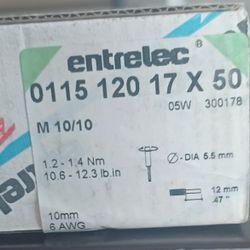 entrelec ®
0115 120 17 X 50
05W 300178
M 10/10
1.2 - 1.4 Nm
10.6 - 12.3 lb.in
Ø - DIA 5.5 mm
12 mm
.47"
10mm
6 AWG